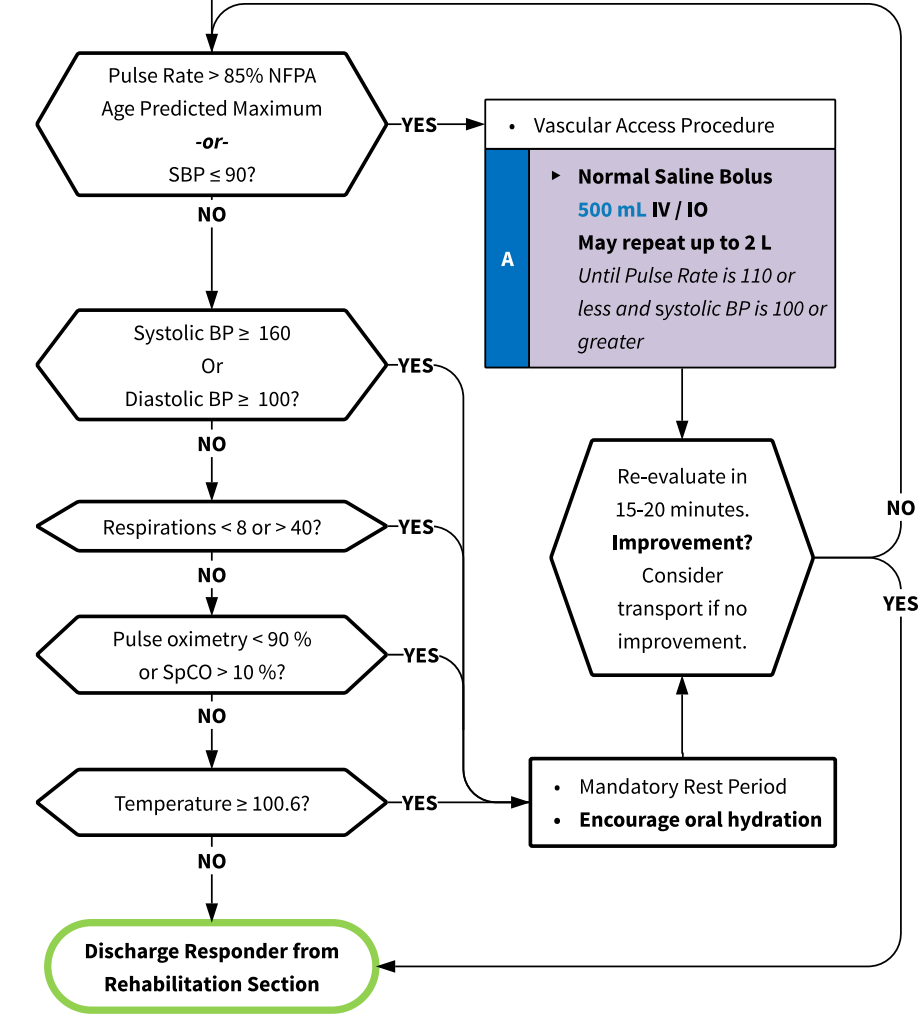 Pulse Rate > 85% NFPA
Age Predicted Maximum
-or-
SBP ≤ 90?
YES
• Vascular Access Procedure
A
▸ Normal Saline Bolus
500 mL IV / IO
May repeat up to 2 L
Until Pulse Rate is 110 or
less and systolic BP is 100 or
greater
NO
Systolic BP ≥ 160
Or
Diastolic BP ≥ 100?
YES
NO
Respirations < 8 or > 40?
YES
NO
Pulse oximetry < 90 %
or SpCO > 10 %?
YES
NO
Temperature ≥ 100.6?
YES
NO
Re-evaluate in
15-20 minutes.
Improvement?
Consider
transport if no
improvement.
NO
YES
• Mandatory Rest Period
• Encourage oral hydration
Discharge Responder from
Rehabilitation Section